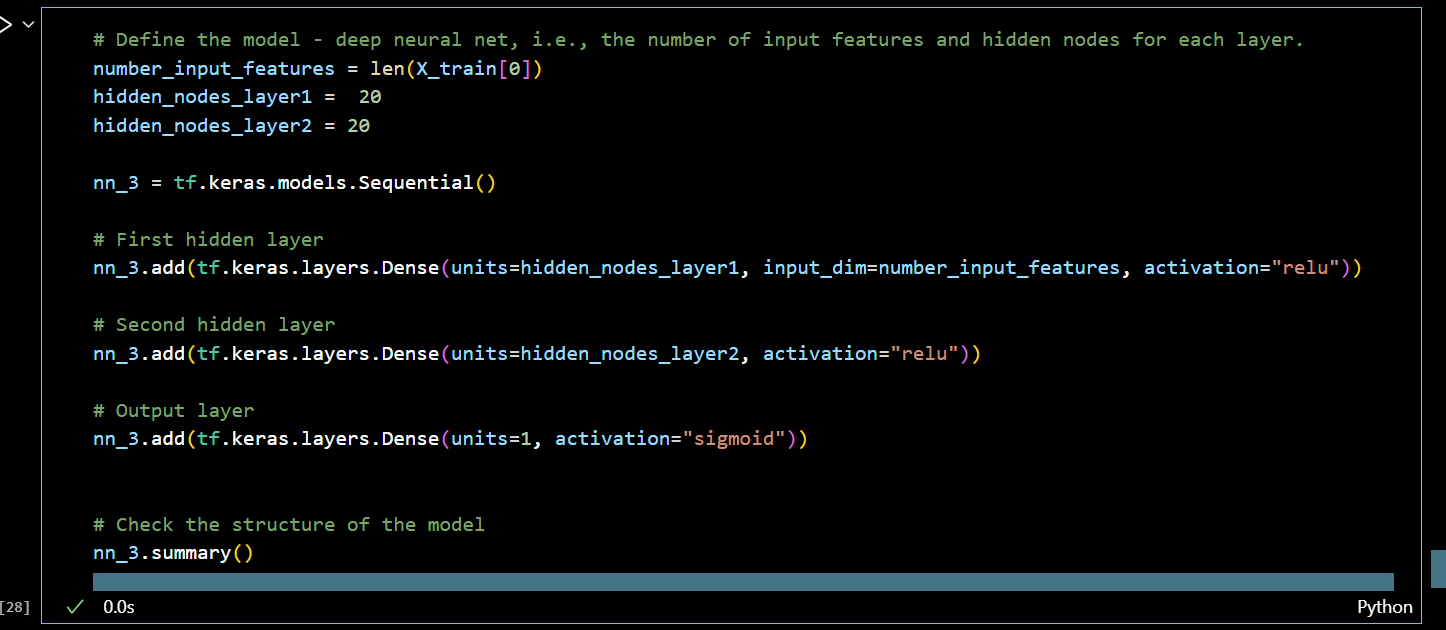 # Define the model - deep neural net, i.e., the number of input features and hidden nodes for each layer.
number_input_features = len(X_train[0])
hidden_nodes_layer1 =  20
hidden_nodes_layer2 = 20
nn_3 = tf.keras.models.Sequential()
# First hidden layer
nn_3.add(tf.keras.layers.Dense(units=hidden_nodes_layer1, input_dim=number_input_features, activation="relu"))
# Second hidden layer
nn_3.add(tf.keras.layers.Dense(units=hidden_nodes_layer2, activation="relu"))
# Output layer
nn_3.add(tf.keras.layers.Dense(units=1, activation="sigmoid"))
# Check the structure of the model
nn_3.summary()
[28] ✓ 0.0s Python